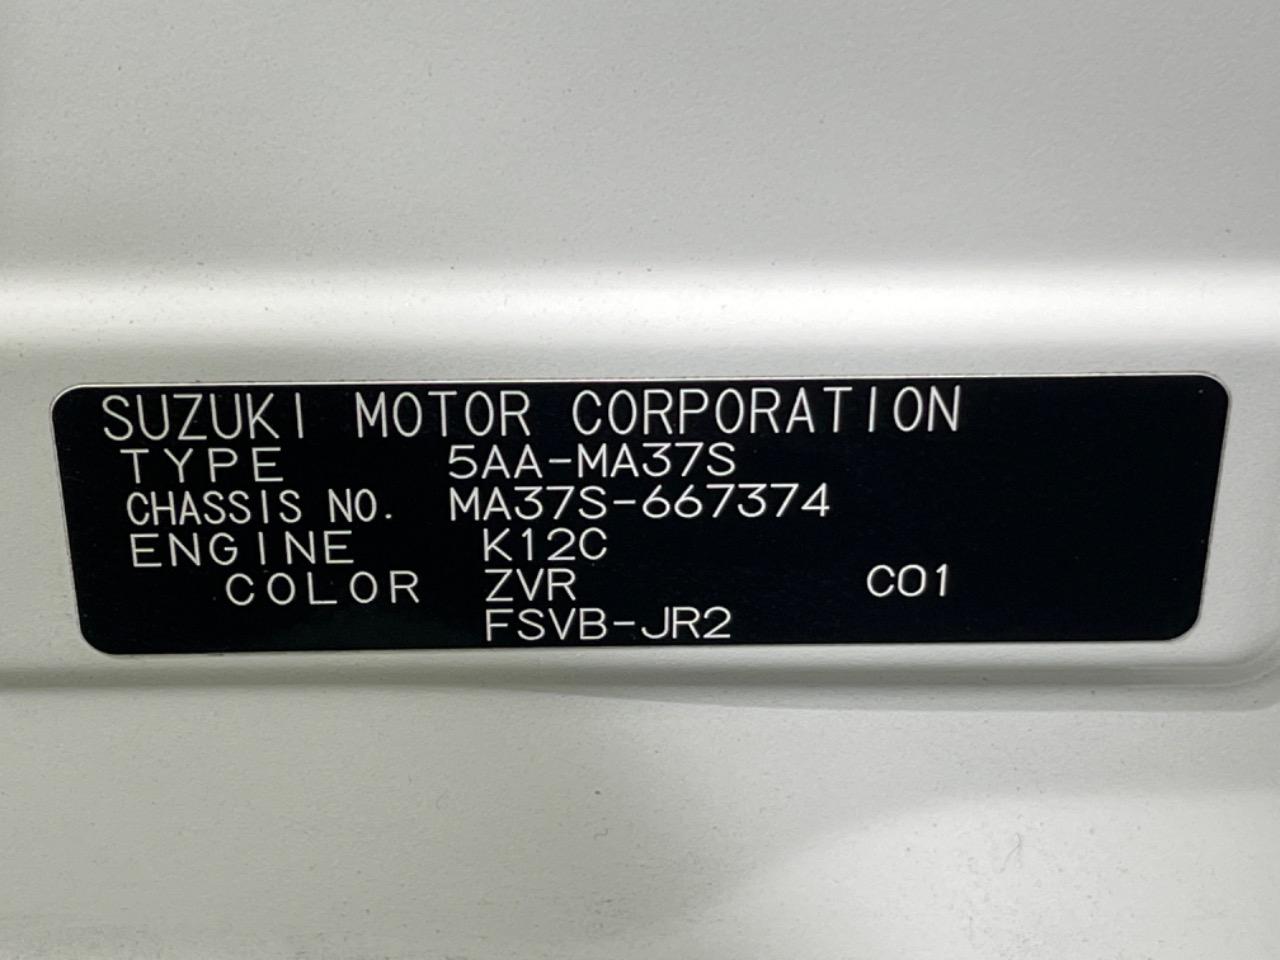 SUZUKI MOTOR CORPORATION
TYPE 5AA-MA37S
CHASSIS NO. MA37S-667374
ENGINE K12C
COLOR ZVR C01
FSVB-JR2